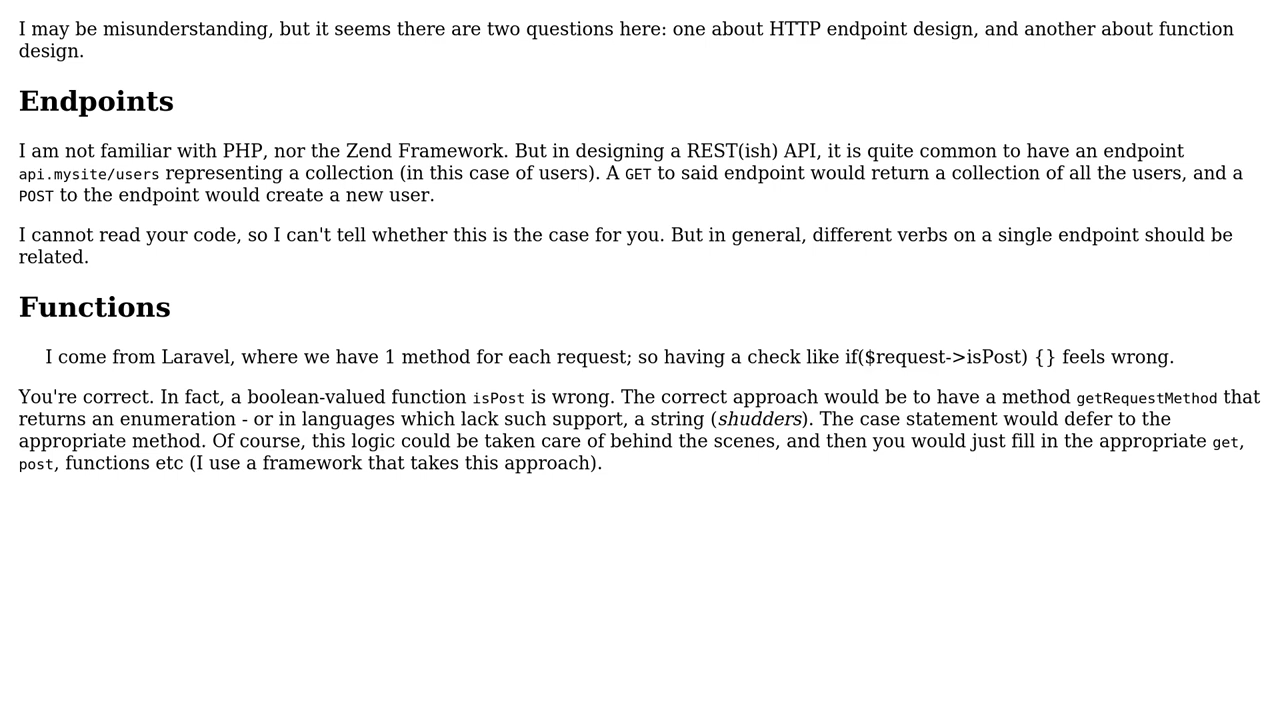 I may be misunderstanding, but it seems there are two questions here: one about HTTP endpoint design, and another about function
design.
Endpoints
I am not familiar with PHP, nor the Zend Framework. But in designing a REST(ish) API, it is quite common to have an endpoint
api.mysite/users representing a collection (in this case of users). A GET to said endpoint would return a collection of all the users, and a
POST to the endpoint would create a new user.
I cannot read your code, so I can't tell whether this is the case for you. But in general, different verbs on a single endpoint should be
related.
Functions
I come from Laravel, where we have 1 method for each request; so having a check like if($request->isPost) {} feels wrong.
You're correct. In fact, a boolean-valued function isPost is wrong. The correct approach would be to have a method getRequestMethod that
returns an enumeration - or in languages which lack such support, a string (shudders). The case statement would defer to the
appropriate method. Of course, this logic could be taken care of behind the scenes, and then you would just fill in the appropriate get,
post, functions etc (I use a framework that takes this approach).